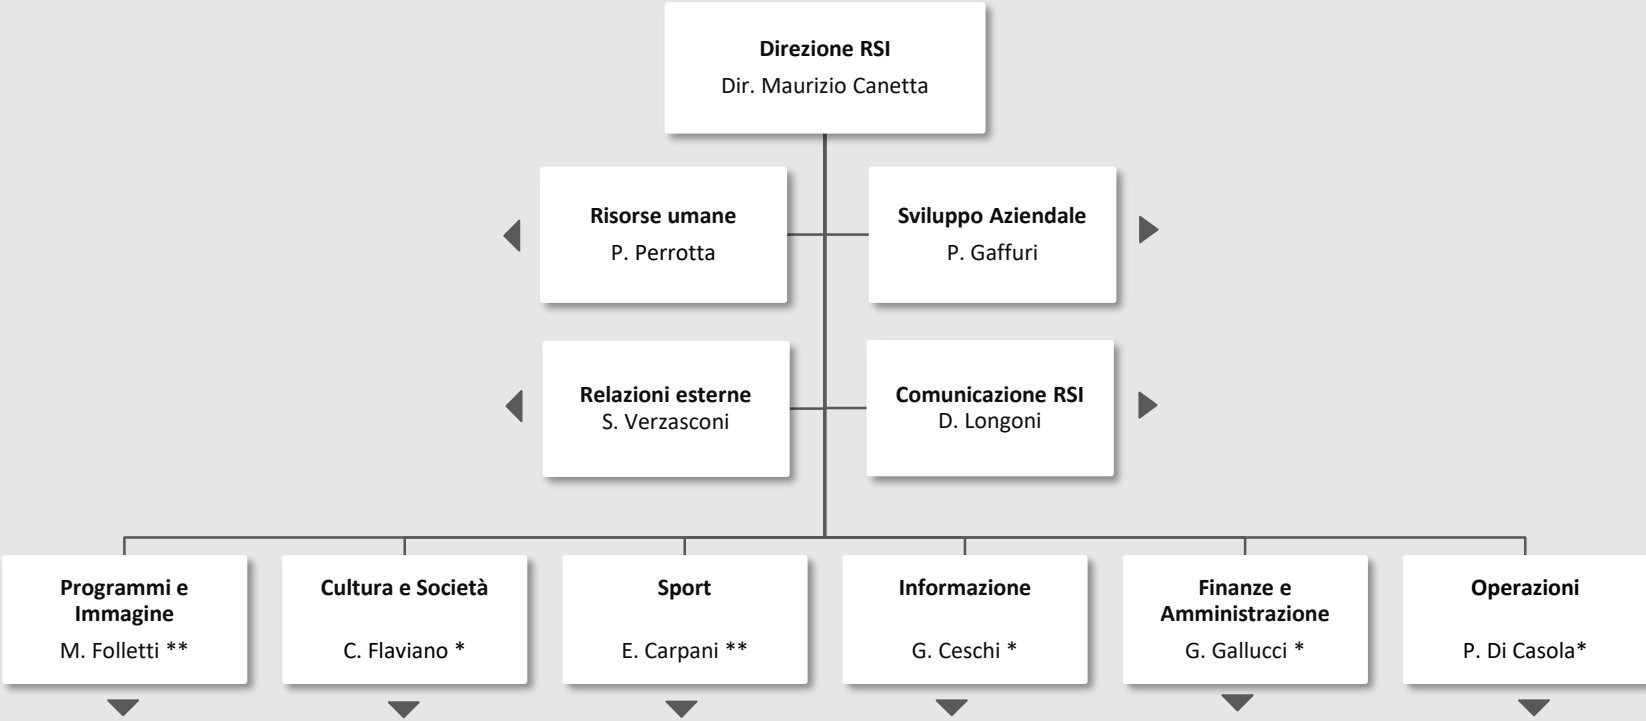 Direzione RSI
Dir. Maurizio Canetta
Risorse umane
P. Perrotta
Sviluppo Aziendale
P. Gaffuri
Relazioni esterne
S. Verzasconi
Comunicazione RSI
D. Longoni
Programmi e
Immagine
M. Folletti **
Cultura e Società
C. Flaviano *
Sport
E. Carpani **
Informazione
G. Ceschi *
Finanze e
Amministrazione
G. Gallucci *
Operazioni
P. Di Casola*